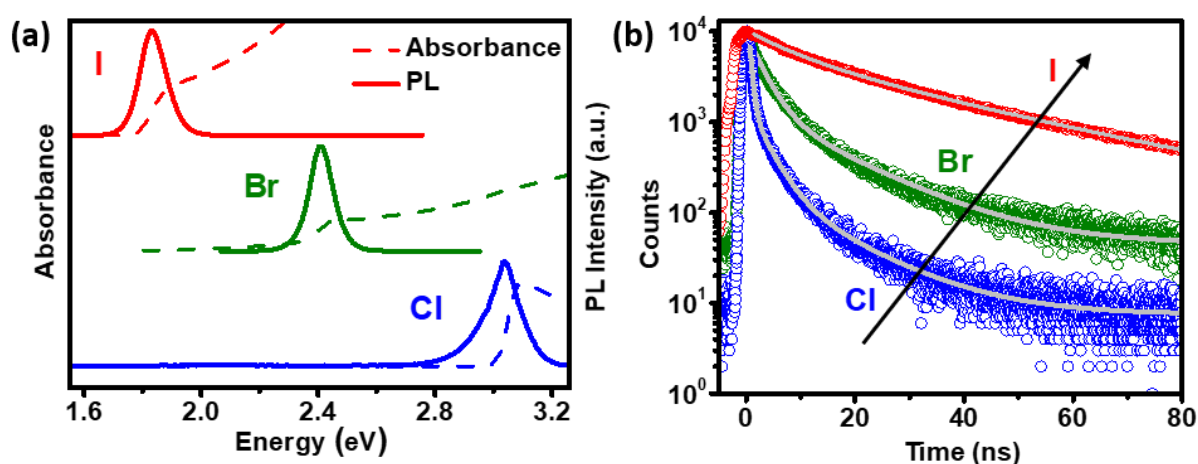 (a)
I
Absorbance
PL
Br
Cl
Absorbance
PL Intensity (a.u.)
1.6 2.0 2.4 2.8 3.2
Energy (eV)
(b)
10⁴
10³
10²
10¹
10⁰
I
Br
Cl
Counts
0 20 40 60 80
Time (ns)